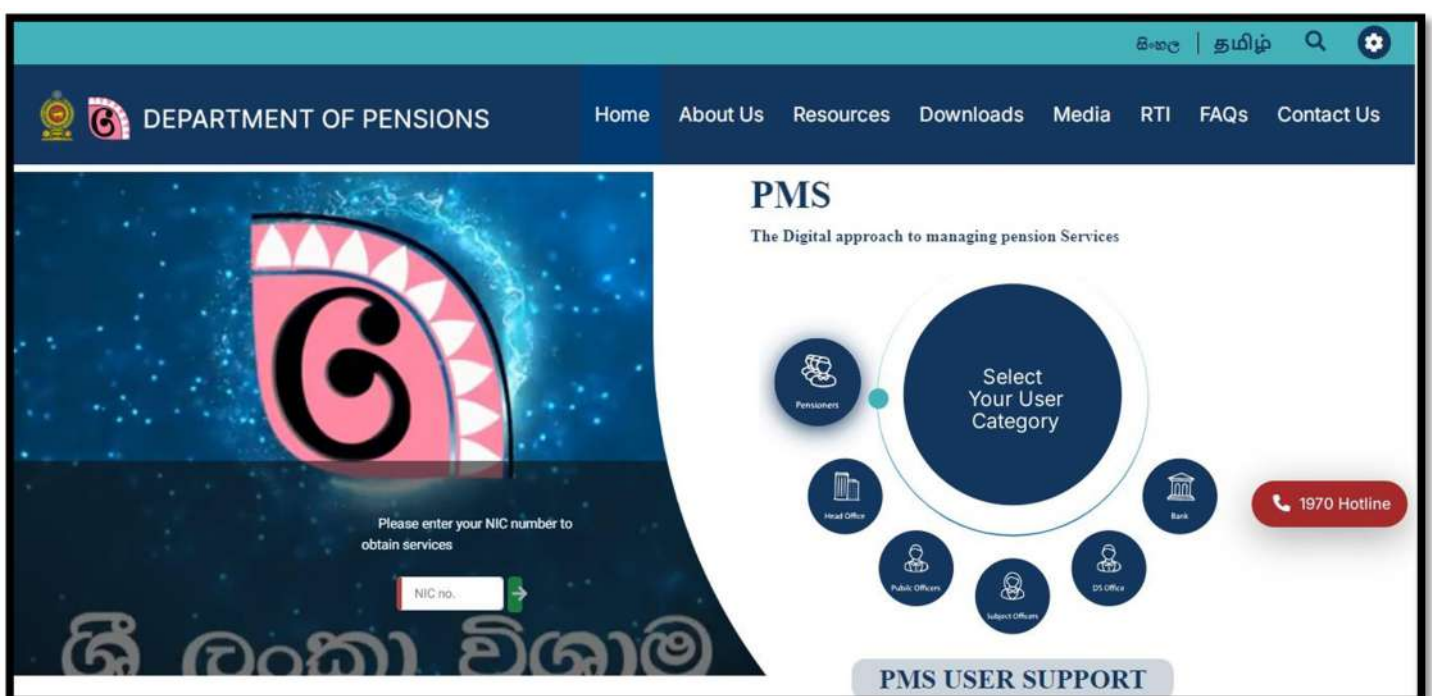 සිංහල | தமிழ்
DEPARTMENT OF PENSIONS
Home About Us Resources Downloads Media RTI FAQs Contact Us
PMS
The Digital approach to managing pension Services
Select
Your User
Category
Pensioners
Head Office
Public Officers
Subject Officers
DS Office
Bank
1970 Hotline
Please enter your NIC number to
obtain services
NIC no.
ශ්‍රී ලංකා විශ්‍රාම
PMS USER SUPPORT